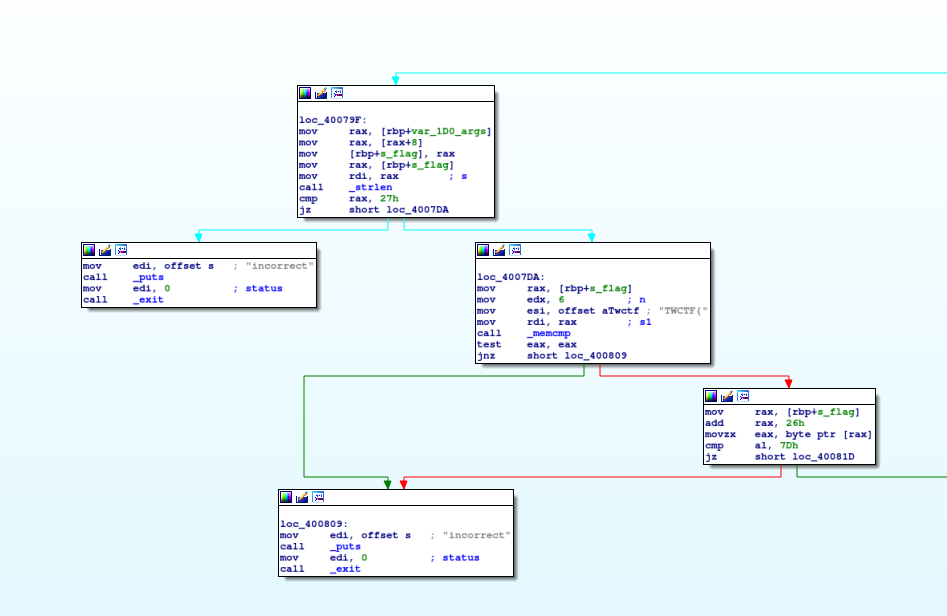 loc_40079F:
mov rax, [rbp+var_1D0_args]
mov rax, [rax+8]
mov [rbp+s_flag], rax
mov rax, [rbp+s_flag]
mov rdi, rax ; s
call _strlen
cmp rax, 27h
jz short loc_4007DA
mov edi, offset s ; "incorrect"
call _puts
mov edi, 0 ; status
call _exit
loc_4007DA:
mov rax, [rbp+s_flag]
mov edx, 6 ; n
mov esi, offset aTwctf ; "TWCTF{"
mov rdi, rax ; s1
call _memcmp
test eax, eax
jnz short loc_400809
mov rax, [rbp+s_flag]
add rax, 26h
movzx eax, byte ptr [rax]
cmp al, 7Dh
jz short loc_40081D
loc_400809:
mov edi, offset s ; "incorrect"
call _puts
mov edi, 0 ; status
call _exit